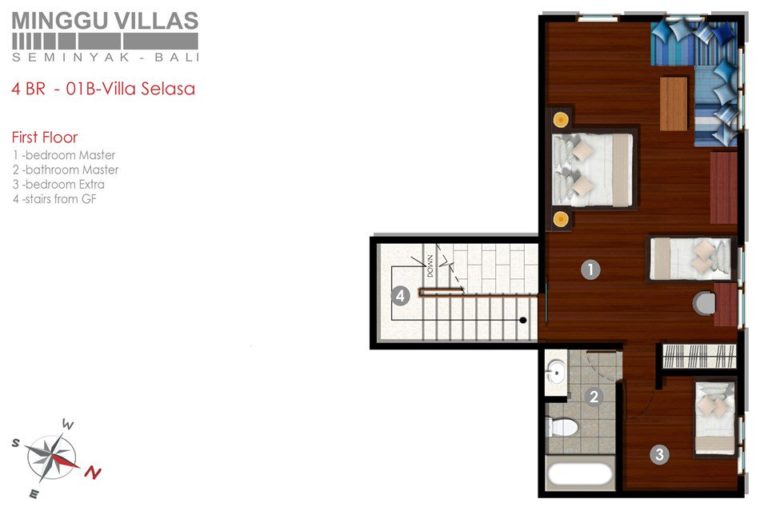 MINGGU VILLAS
SEMINYAK - BALI
4 BR - 01B-Villa Selasa
First Floor
1 -bedroom Master
2 -bathroom Master
3 -bedroom Extra
4 -stairs from GF
DOWN
1
4
2
3
W
S
N
E